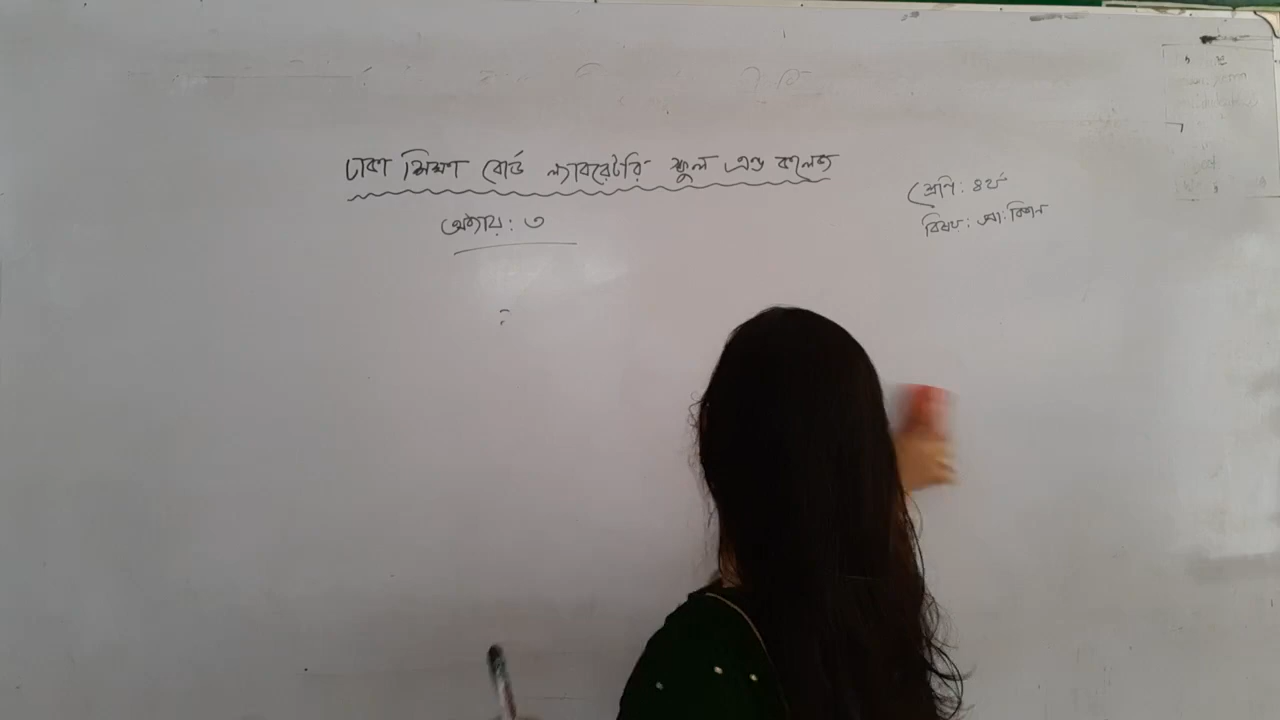 ঢাকা শিক্ষা বোর্ড ল্যাবরেটরি স্কুল এন্ড কলেজ
অধ্যায় : ৩
শ্রেণি : ৪র্থ
বিষয় : প্রা: বিজ্ঞান